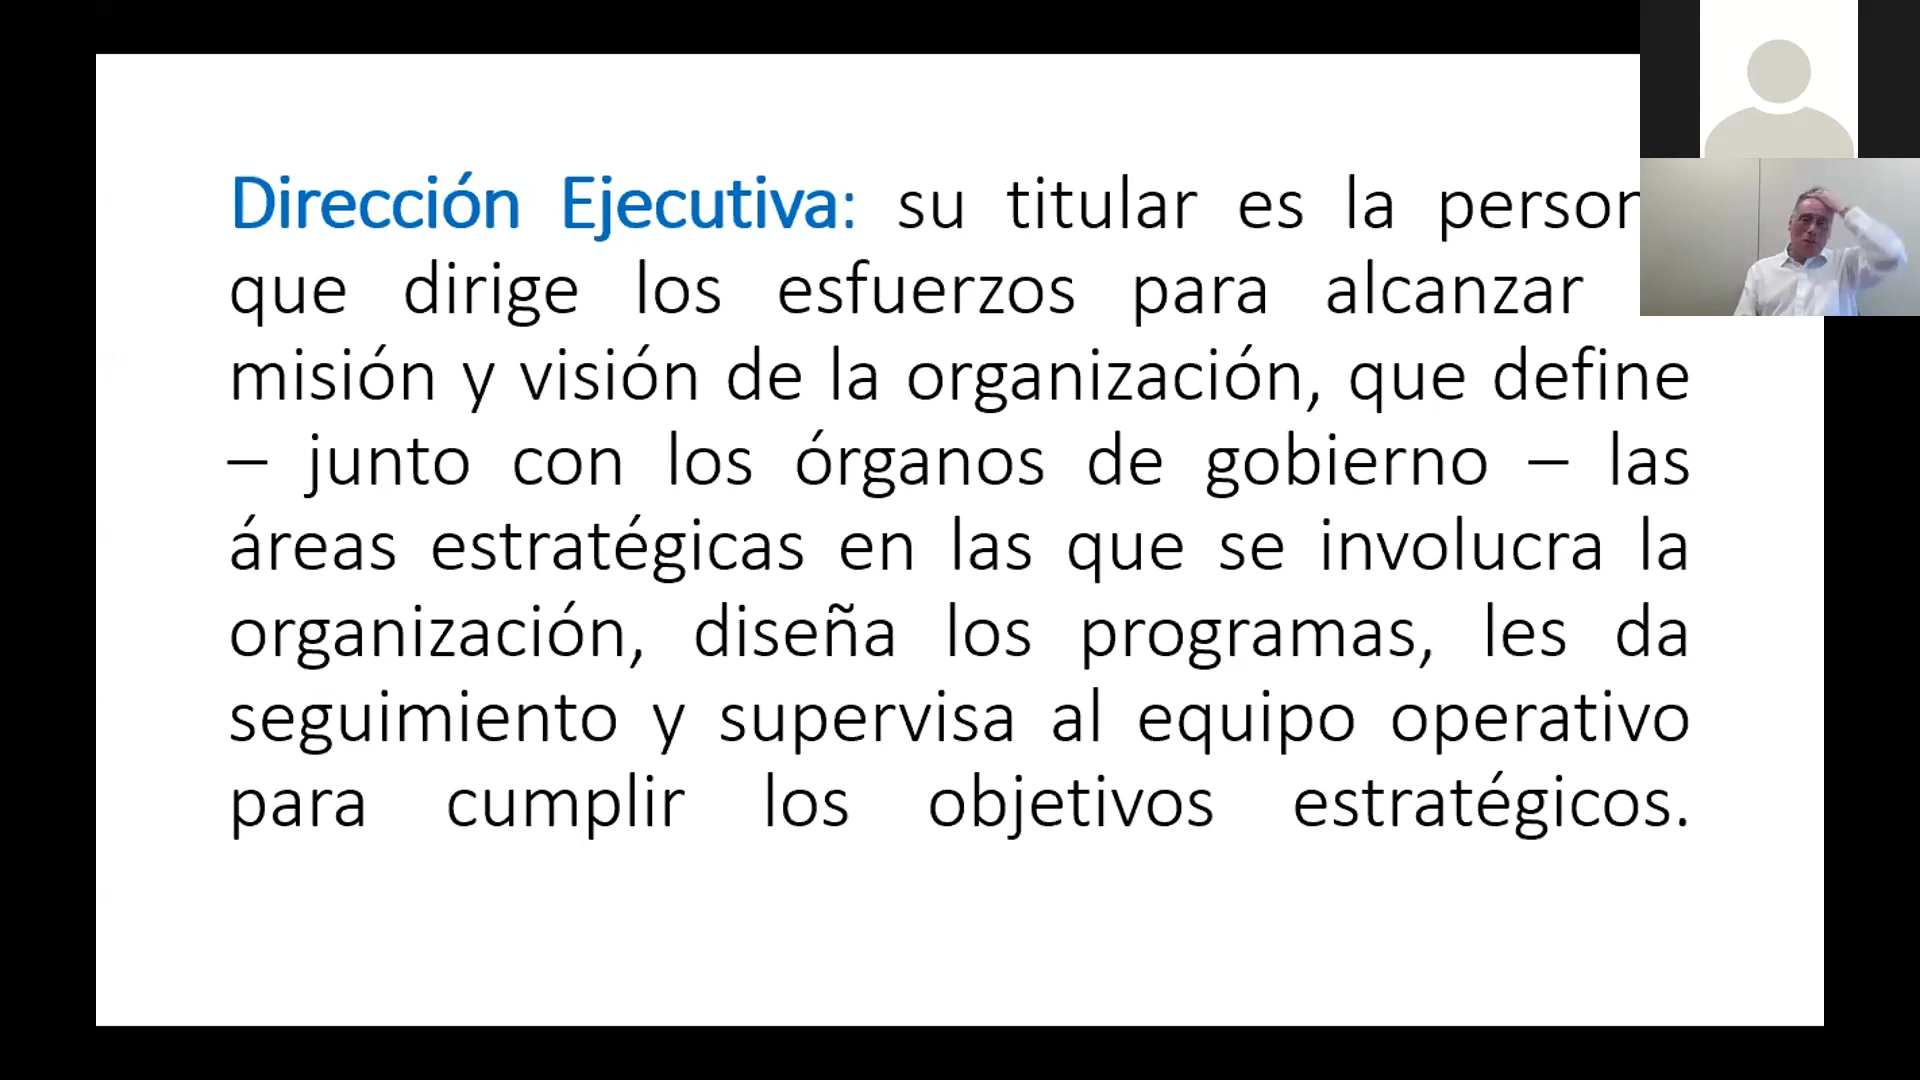 Dirección Ejecutiva: su titular es la
que dirige los esfuerzos para alcanzar
misión y visión de la organización, que define
– junto con los órganos de gobierno – las
áreas estratégicas en las que se involucra la
organización, diseña los programas, les da
seguimiento y supervisa al equipo operativo
para cumplir los objetivos estratégicos.